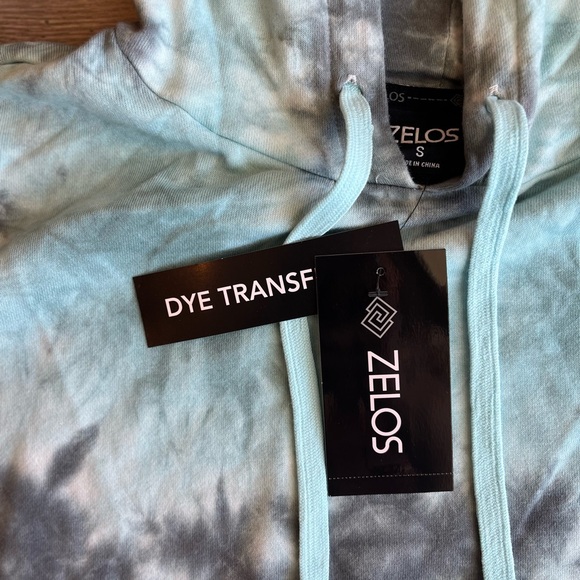 ZELOS
S
DE IN CHINA
DYE TRANSF
ZELOS